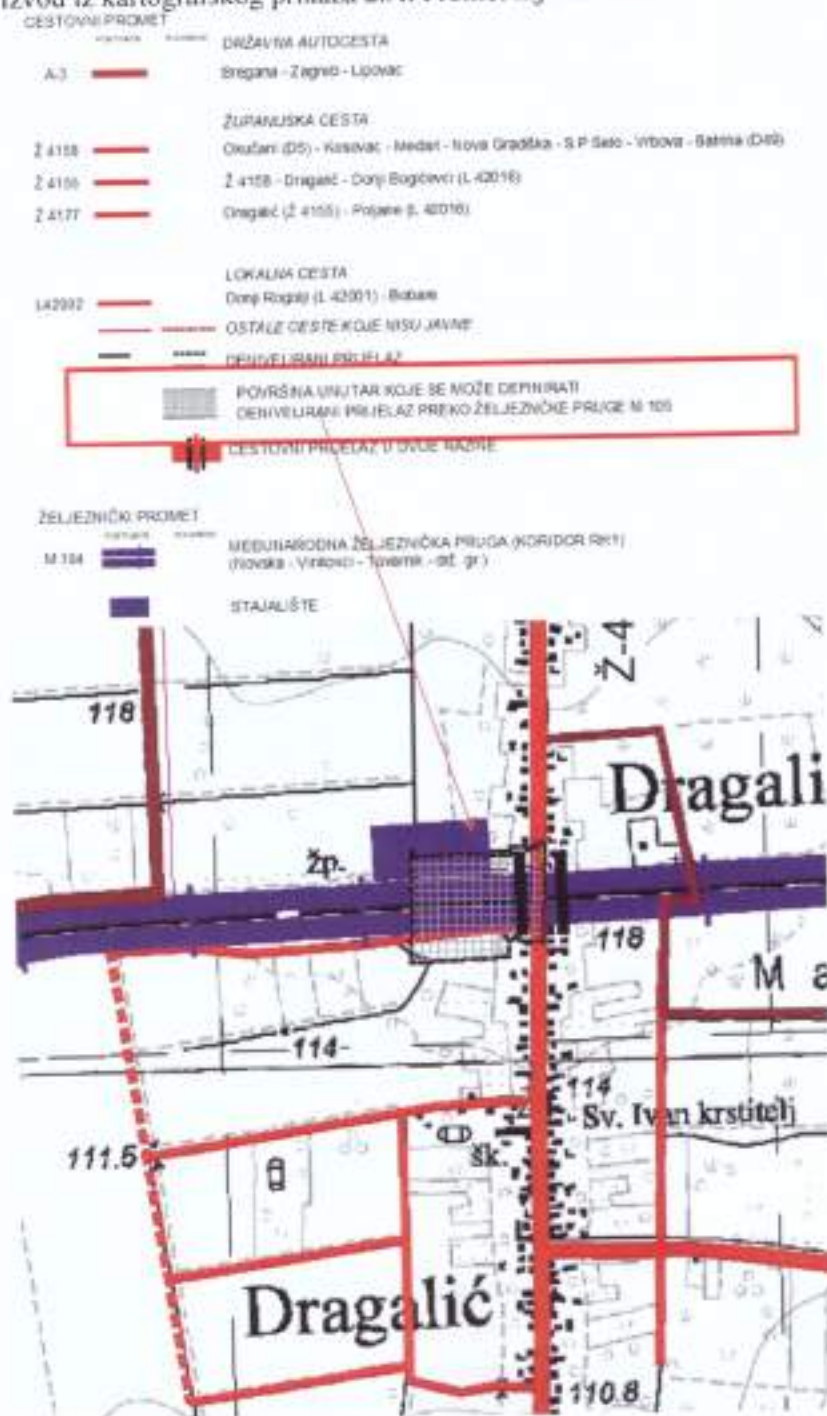 izvod iz kartografskog
CESTOVNI PROMET
DRŽAVNA AUTOCESTA
A-3 Bregana - Zagreb - Lipovac
ŽUPANIJSKA CESTA
Ž 4158 Okučani (D5) - Kosovac - Medari - Nova Gradiška - S.P.Selo - Vrbova - Batrina (D49)
Ž 4155 Ž 4158 - Dragalić - Donji Bogićevci (L 42016)
Ž 4177 Dragalić (Ž 4155) - Poljane (L 42016)
LOKALNA CESTA
L42002 Donji Rogolji (L 42001) - Bobare
OSTALE CESTE KOJE NISU JAVNE
DENIVELIRANI PRIJELAZ
POVRŠINA UNUTAR KOJE SE MOŽE DEFINIRATI
DENIVELIRANI PRIJELAZ PREKO ŽELJEZNIČKE PRUGE M 105
CESTOVNI PRIJELAZ U DVIJE RAZINE
ŽELJEZNIČKI PROMET
M 104 MEĐUNARODNA ŽELJEZNIČKA PRUGA (KORIDOR RH1)
(Novska - Vinkovci - Tovarnik - drž. gr.)
STAJALIŠTE
Ž-4
118
Dragali
žp.
118
M a
114
114
Sv. Ivan krstitelj
111.5
šk.
Dragalić
110.8